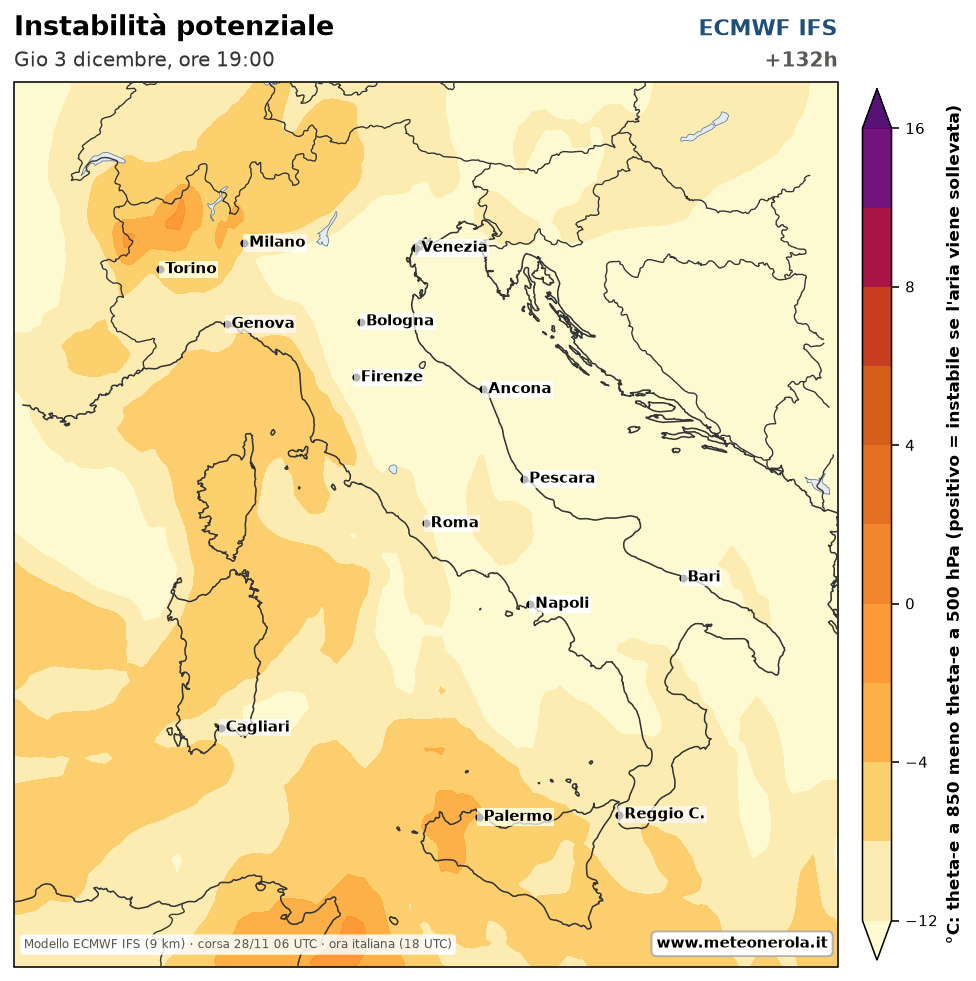 Instabilità potenziale
ECMWF IFS
Gio 3 dicembre, ore 19:00
+132h
Milano
Venezia
Torino
Genova
Bologna
Firenze
Ancona
Pescara
Roma
Bari
Napoli
Cagliari
Palermo
Reggio C.
16
8
4
0
−4
−12
°C: theta-e a 850 meno theta-e a 500 hPa (positivo = instabile se l'aria viene sollevata)
Modello ECMWF IFS (9 km) · corsa 28/11 06 UTC · ora italiana (18 UTC)
www.meteonerola.it